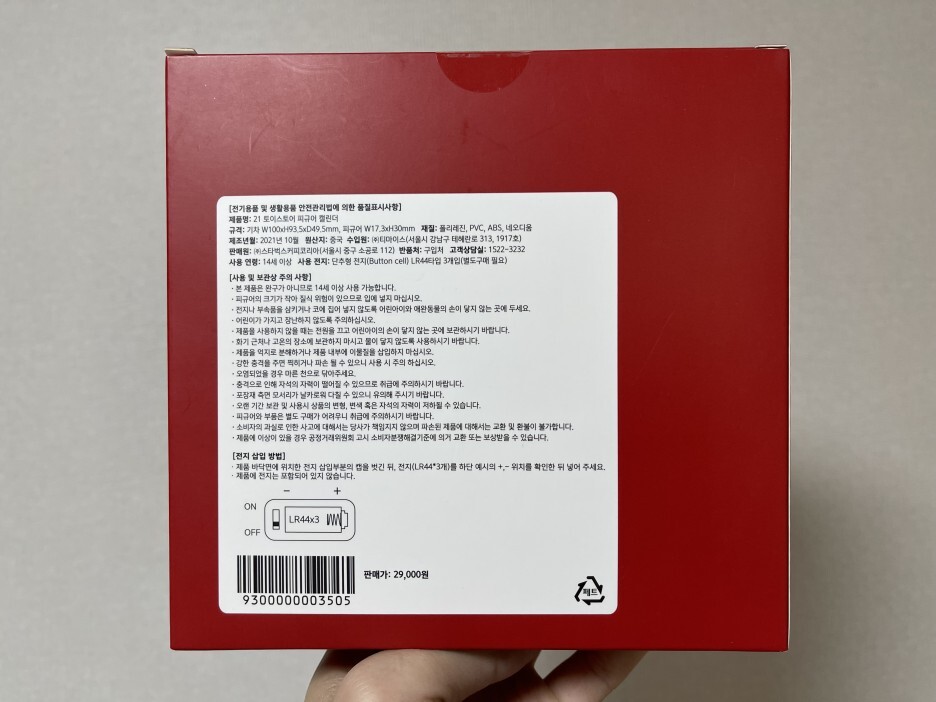 [전기용품 및 생활용품 안전관리법에 의한 품질표시사항]
제품명: 21 토이스토어 피규어 캘린더
규격: 기차 W100xH93,5xD49.5mm, 피규어 W17.3xH30mm 재질: 폴리레진, PVC, ABS, 네오디움
제조년월: 2021년 10월 원산지: 중국 수입원: ㈜티마이스(서울시 강남구 테헤란로 313, 1917호)
판매원: ㈜스타벅스커피코리아(서울시 중구 소공로 112) 반품처: 구입처 고객상담실: 1522-3232
사용 연령: 14세 이상 사용 전지: 단추형 전지(Button cell) LR44타입 3개입(별도구매 필요)
[사용 및 보관상 주의 사항]
· 본 제품은 완구가 아니므로 14세 이상 사용 가능합니다.
· 피규어의 크기가 작아 질식 위험이 있으므로 입에 넣지 마십시오.
· 전지나 부속품을 삼키거나 코에 집어 넣지 않도록 어린이와 애완동물의 손이 닿지 않는 곳에 두세요.
· 어린이가 가지고 장난하지 않도록 주의하십시오.
· 제품을 사용하지 않을 때는 전원을 끄고 어린아이의 손이 닿지 않는 곳에 보관하시기 바랍니다.
· 화기 근처나 고온의 장소에 보관하지 마시고 물이 닿지 않도록 사용하시기 바랍니다.
· 제품을 억지로 분해하거나 제품 내부에 이물질을 삽입하지 마십시오.
· 강한 충격을 주면 찍히거나 파손 될 수 있으니 사용 시 주의 하십시오.
· 오염되었을 경우 마른 천으로 닦아주세요.
· 충격으로 인해 자석의 자력이 떨어질 수 있으므로 취급에 주의하시기 바랍니다.
· 포장재 측면 모서리가 날카로워 다칠 수 있으니 유의해 주시기 바랍니다.
· 오랜 기간 보관 및 사용시 상품의 변형, 변색 혹은 자석의 자력이 저하될 수 있습니다.
· 피규어와 부품은 별도 구매가 어려우니 취급에 주의하시기 바랍니다.
· 소비자의 과실로 인한 사고에 대해서는 당사가 책임지지 않으며 파손된 제품에 대해서는 교환 및 환불이 불가합니다.
· 제품에 이상이 있을 경우 공정거래위원회 고시 소비자분쟁해결기준에 의거 교환 또는 보상받을 수 있습니다.
[전지 삽입 방법]
· 제품 바닥면에 위치한 전지 삽입부분의 캡을 벗긴 뒤, 전지(LR44*3개)를 하단 예시의 +,- 위치를 확인한 뒤 넣어 주세요.
· 제품에 전지는 포함되어 있지 않습니다.
− +
ON
LR44x3
OFF
판매가: 29,000원
페트
9300000003505